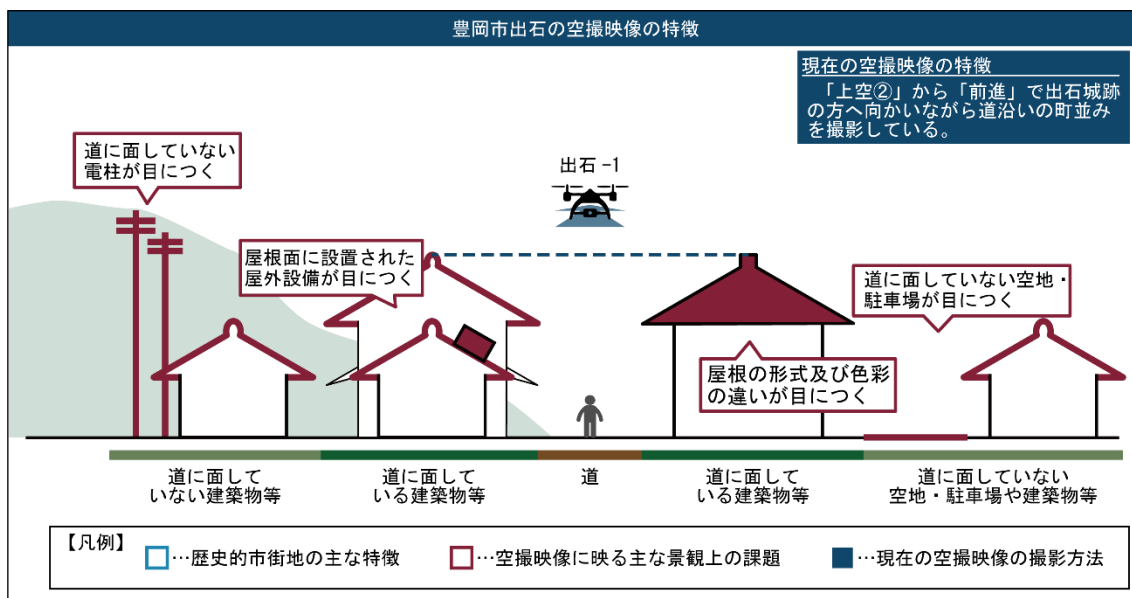 豊岡市出石の空撮映像の特徴
現在の空撮映像の特徴
「上空②」から「前進」で出石城跡
の方へ向かいながら道沿いの町並み
を撮影している。
道に面していない
電柱が目につく
出石-1
屋根面に設置された
屋外設備が目につく
道に面していない空地・
駐車場が目につく
屋根の形式及び色彩
の違いが目につく
道に面して
いない建築物等
道に面して
いる建築物等
道
道に面して
いる建築物等
道に面していない
空地・駐車場や建築物等
【凡例】
…歴史的市街地の主な特徴
…空撮映像に映る主な景観上の課題
…現在の空撮映像の撮影方法